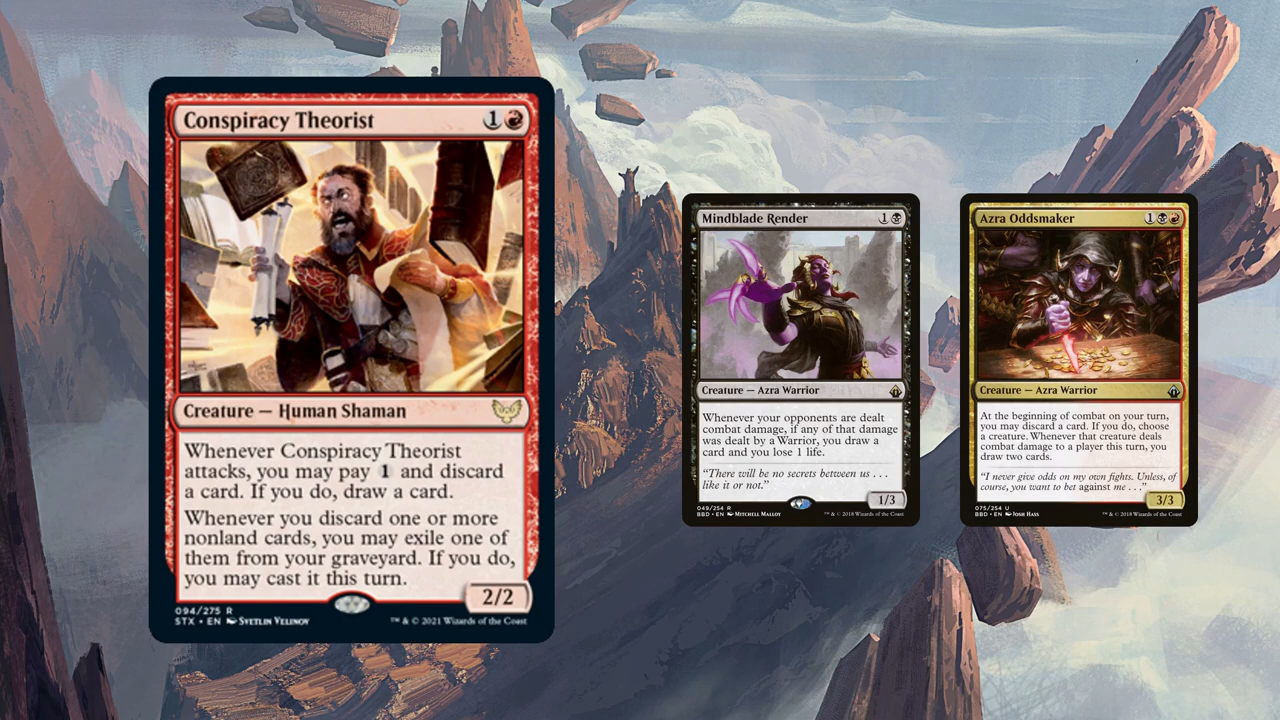 Conspiracy Theorist 1
Creature — Human Shaman
Whenever Conspiracy Theorist
attacks, you may pay 1 and discard
a card. If you do, draw a card.
Whenever you discard one or more
nonland cards, you may exile one of
them from your graveyard. If you do,
you may cast it this turn.
2/2
094/275 R
STX • EN Svetlin Velinov
™ & © 2021 Wizards of the Coast
Mindblade Render 1
Creature — Azra Warrior
Whenever your opponents are dealt
combat damage, if any of that damage
was dealt by a Warrior, you draw a
card and you lose 1 life.
“There will be no secrets between us . . .
like it or not.”
1/3
049/254 R
BBD • EN Mitchell Malloy
™ & © 2018 Wizards of the Coast
Azra Oddsmaker 1
Creature — Azra Warrior
At the beginning of combat on your turn,
you may discard a card. If you do, choose
a creature. Whenever that creature deals
combat damage to a player this turn, you
draw two cards.
“I never give odds on my own fights. Unless, of
course, you want to bet against me . . .”
3/3
075/254 U
BBD • EN Josh Hass
™ & © 2018 Wizards of the Coast